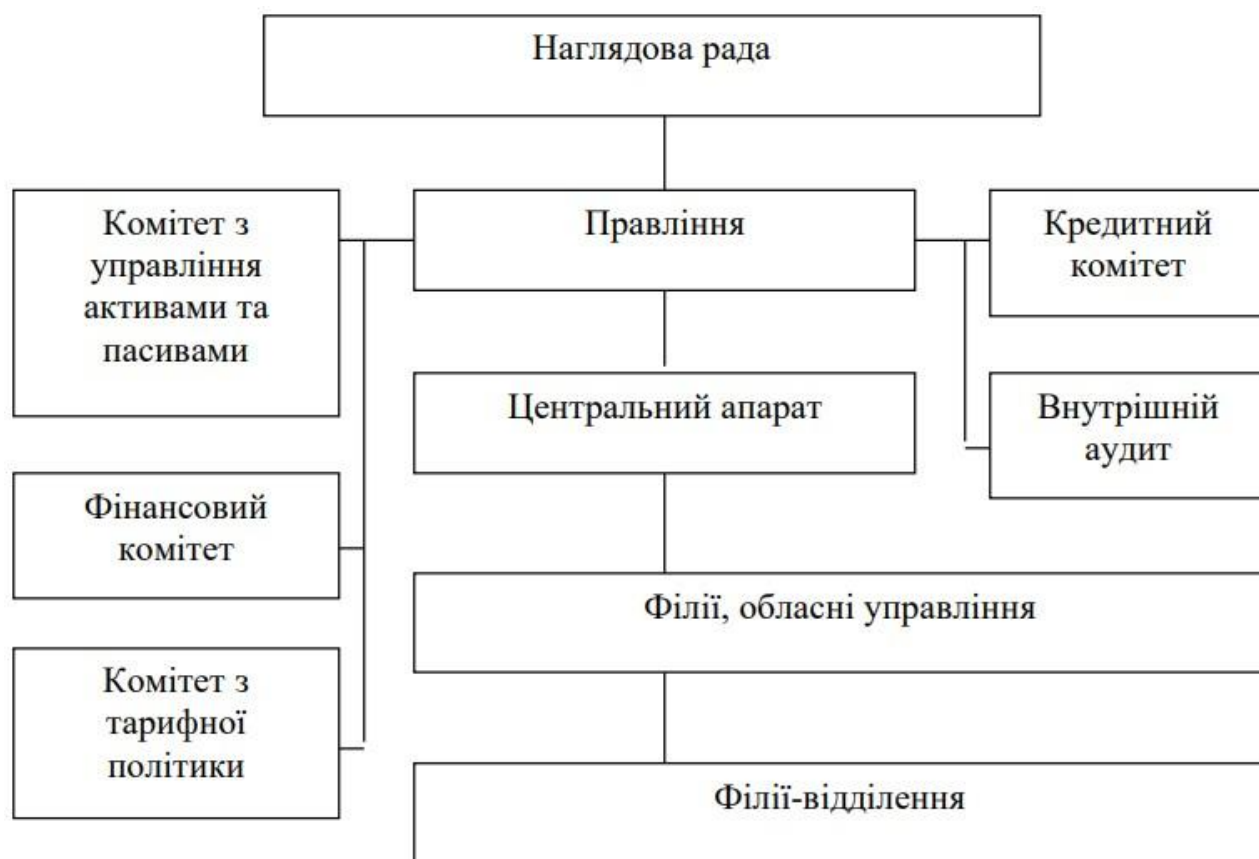 Наглядова рада
Комітет з
управління
активами та
пасивами
Правління
Кредитний
комітет
Центральний апарат
Внутрішній
аудит
Фінансовий
комітет
Філії, обласні управління
Комітет з
тарифної
політики
Філії-відділення